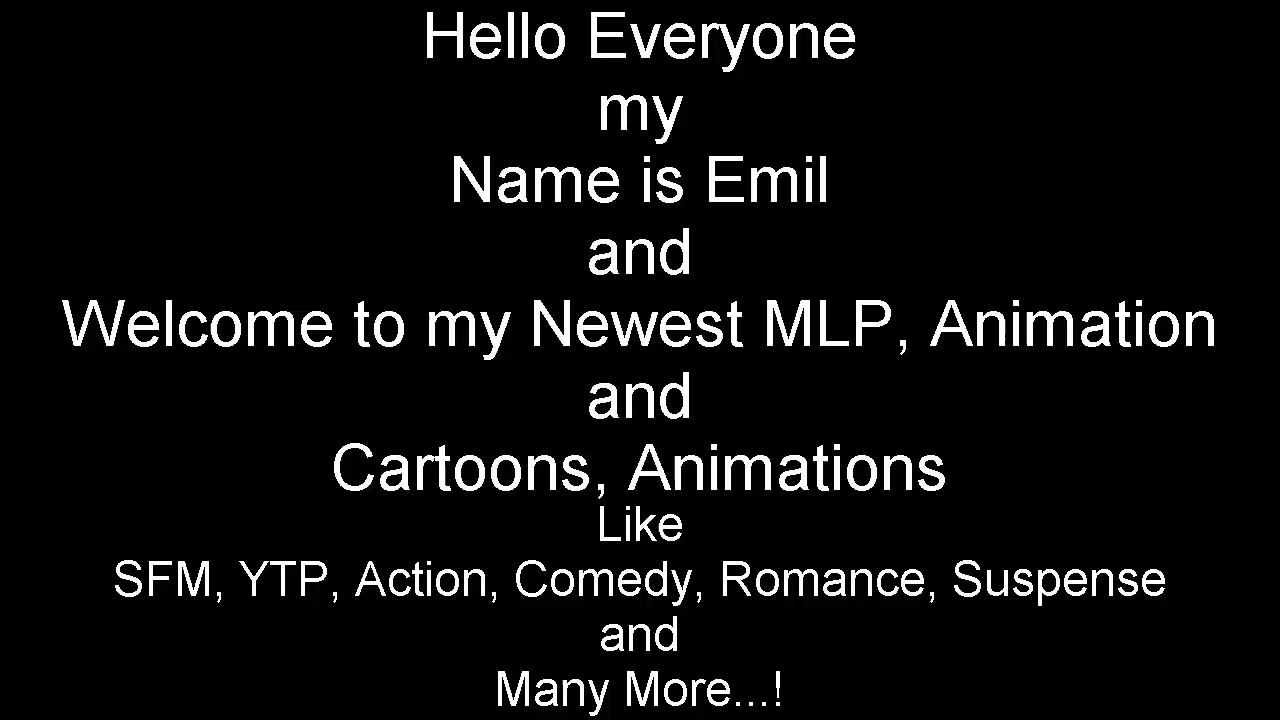 Hello Everyone
my
Name is Emil
and
Welcome to my Newest MLP, Animation
and
Cartoons, Animations
Like
SFM, YTP, Action, Comedy, Romance, Suspense
and
Many More...!